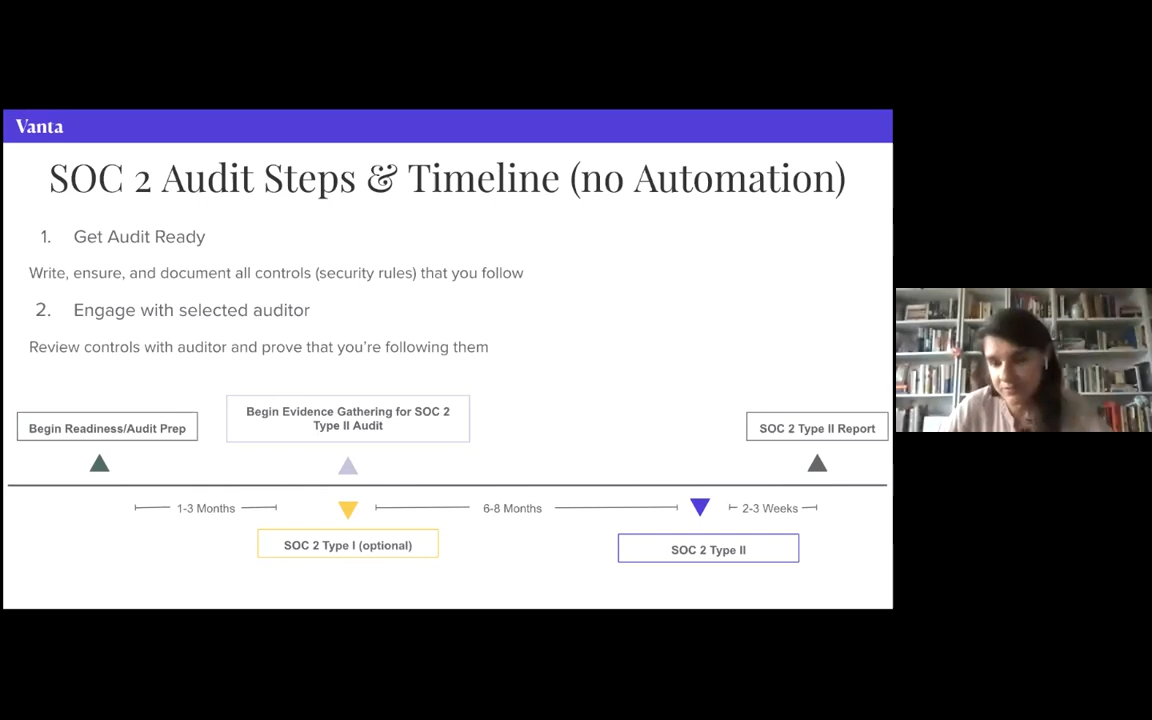 Vanta
SOC 2 Audit Steps & Timeline (no Automation)
1. Get Audit Ready
Write, ensure, and document all controls (security rules) that you follow
2. Engage with selected auditor
Review controls with auditor and prove that you’re following them
Begin Readiness/Audit Prep
Begin Evidence Gathering for SOC 2
Type II Audit
SOC 2 Type II Report
1-3 Months
6-8 Months
2-3 Weeks
SOC 2 Type I (optional)
SOC 2 Type II